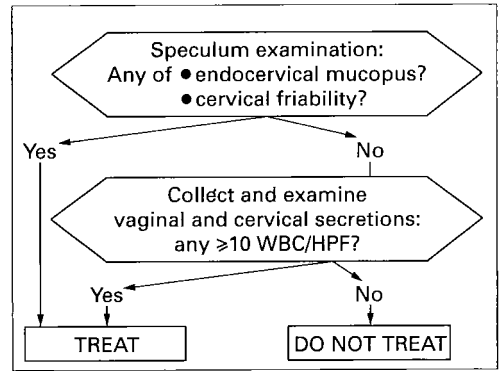 Speculum examination:
Any of • endocervical mucopus?
• cervical friability?
Yes
No
Collect and examine
vaginal and cervical secretions:
any ⩾10 WBC/HPF?
Yes
No
TREAT
DO NOT TREAT